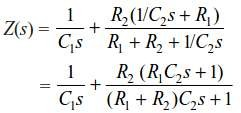 Z(s) = 1/C₁s + R₂(1/C₂s + R₁)/(R₁ + R₂ + 1/C₂s)
= 1/C₁s + R₂ (R₁C₂s + 1)/((R₁ + R₂)C₂s + 1)